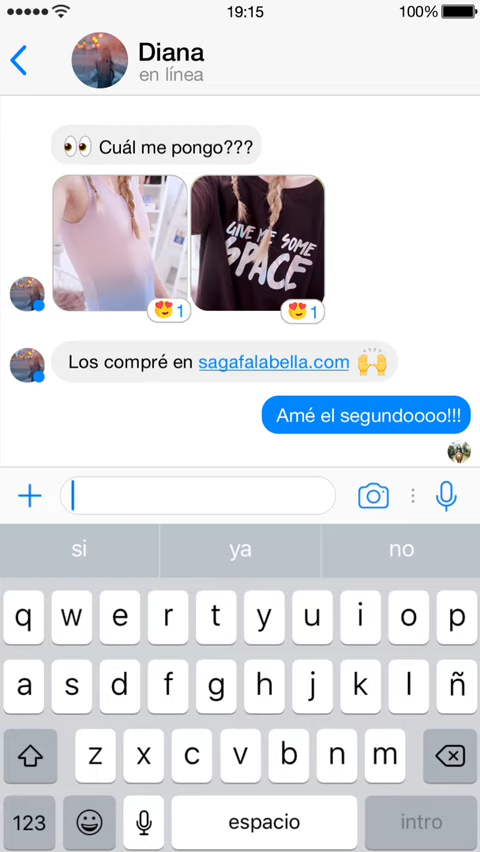 19:15
100%
Diana
en línea
👀 Cuál me pongo???
GIVE ME SOME
SPACE
😍 1
😍 1
Los compré en sagafalabella.com 🙌
Amé el segundoooo!!!
si ya no
q w e r t y u i o p
a s d f g h j k l ñ
z x c v b n m
123 espacio intro